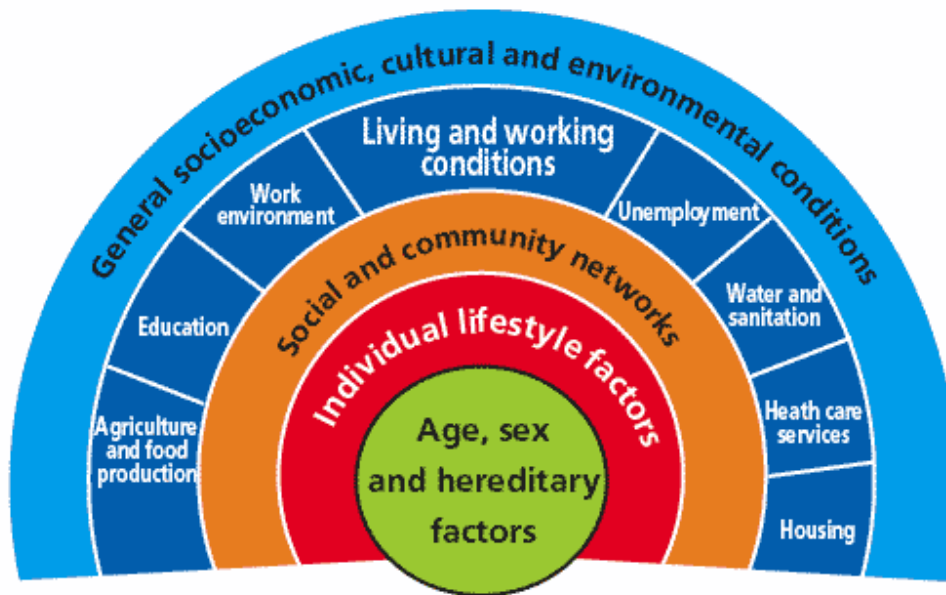 General socioeconomic, cultural and environmental conditions
Living and working
conditions
Work
environment
Unemployment
Education
Water and
sanitation
Agriculture
and food
production
Heath care
services
Housing
Social and community networks
Individual lifestyle factors
Age, sex
and hereditary
factors